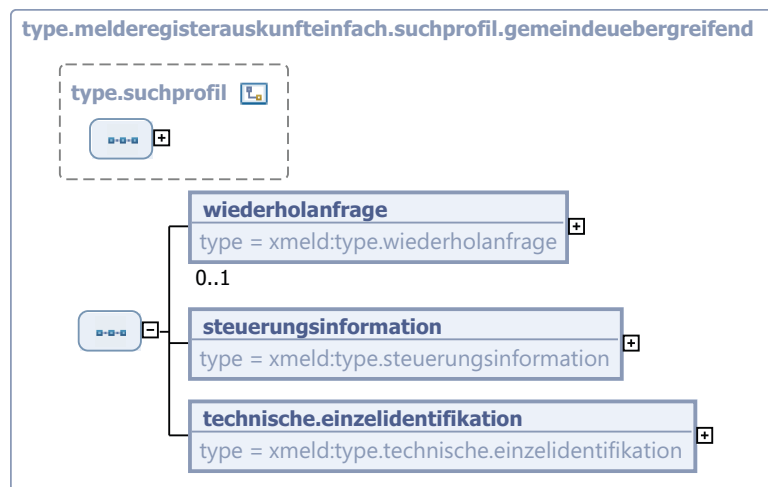 type.melderegisterauskunfteinfach.suchprofil.gemeindeuebergreifend
type.suchprofil
wiederholanfrage
type = xmeld:type.wiederholanfrage
0..1
steuerungsinformation
type = xmeld:type.steuerungsinformation
technische.einzelidentifikation
type = xmeld:type.technische.einzelidentifikation